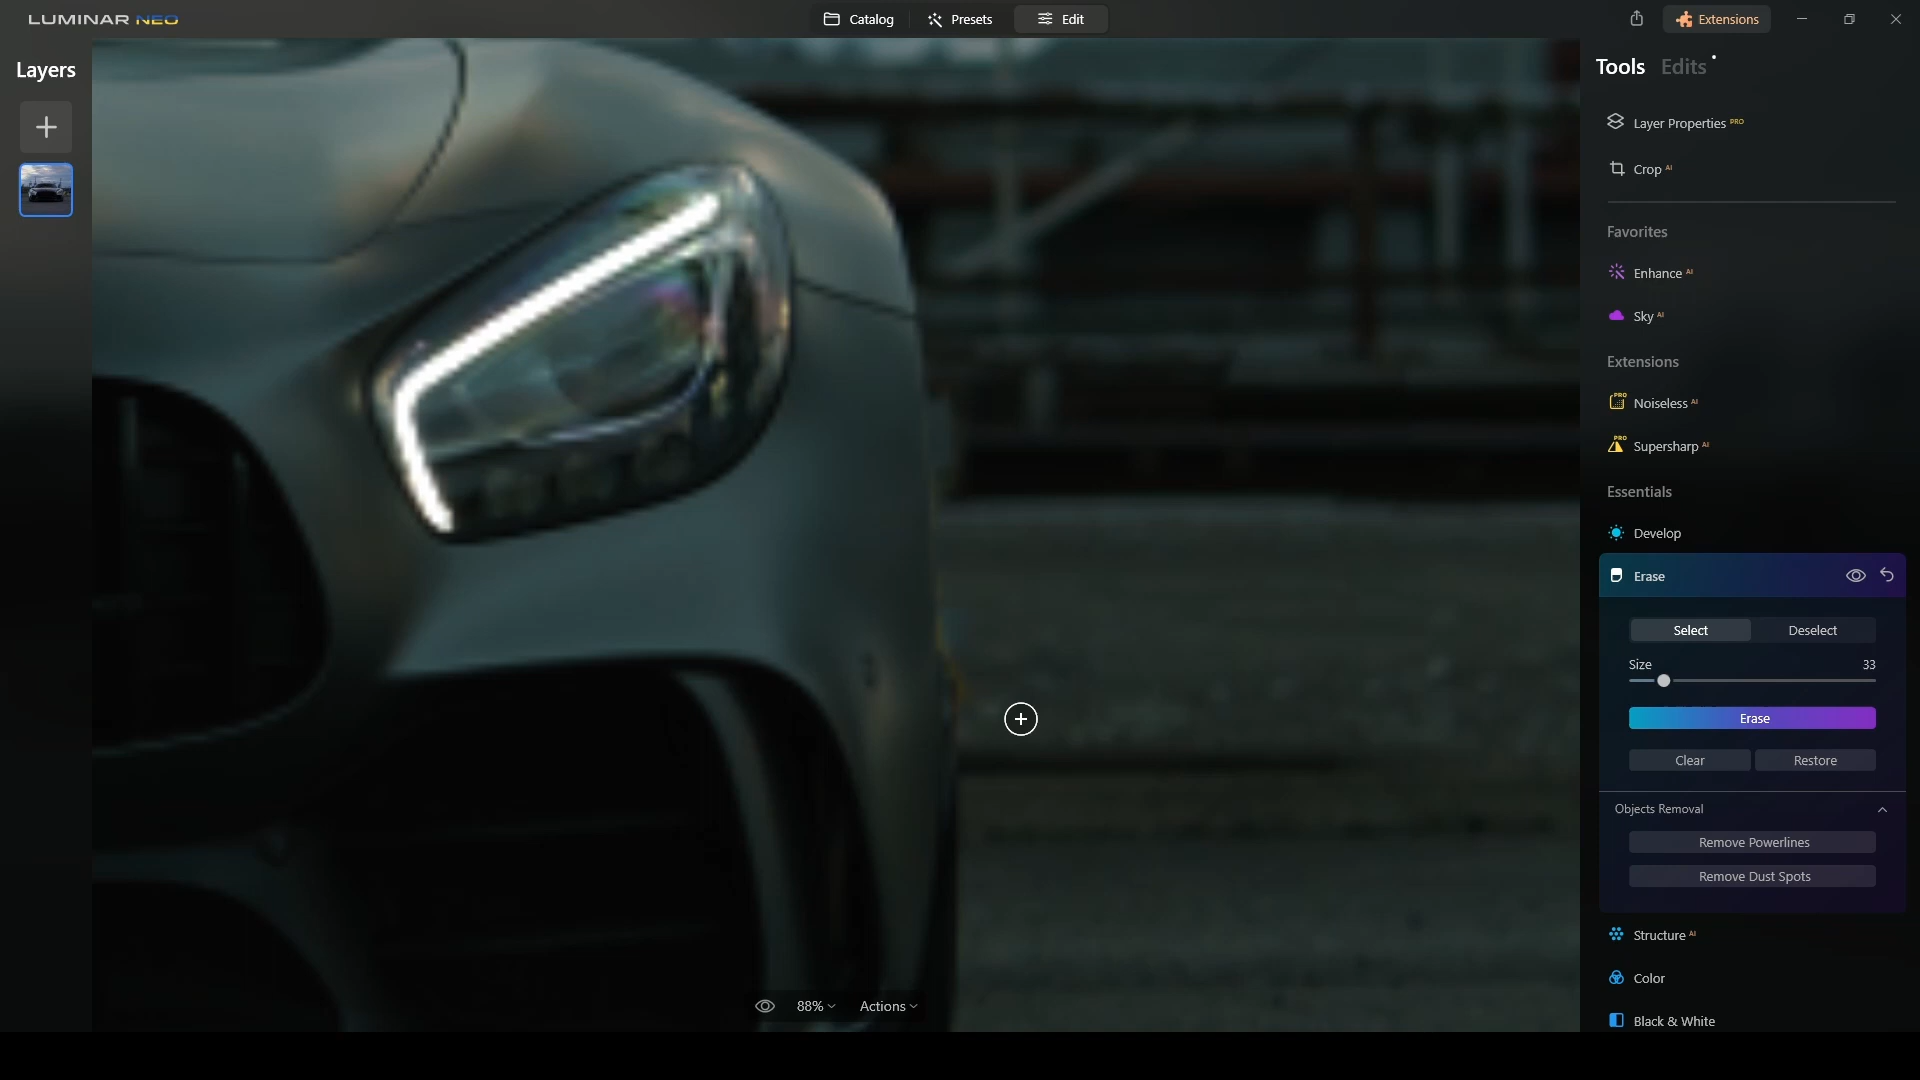 LUMINAR NEO
Catalog
Presets
Edit
Extensions
Layers
Tools Edits
Layer Properties PRO
Crop AI
Favorites
Enhance AI
Sky AI
Extensions
PRO
Noiseless AI
PRO
Supersharp AI
Essentials
Develop
Erase
Select Deselect
Size 33
Erase
Clear Restore
Objects Removal
Remove Powerlines
Remove Dust Spots
Structure AI
Color
Black & White
88% Actions